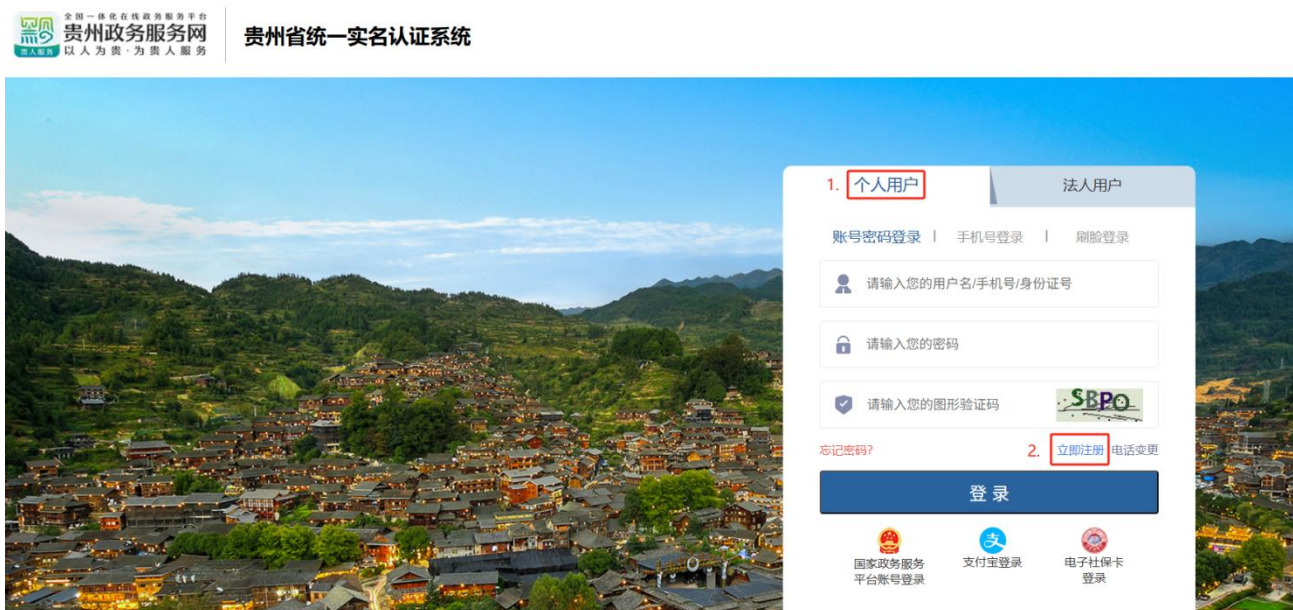 全国一体化在线政务服务平台
贵州政务服务网
以人为贵·为贵人服务
贵人服务
贵州省统一实名认证系统
1. 个人用户
法人用户
账号密码登录 | 手机号登录 | 刷脸登录
请输入您的用户名/手机号/身份证号
请输入您的密码
请输入您的图形验证码
SBPO
忘记密码?
2. 立即注册 电话变更
登 录
国家政务服务
平台账号登录
支付宝登录
电子社保卡
登录